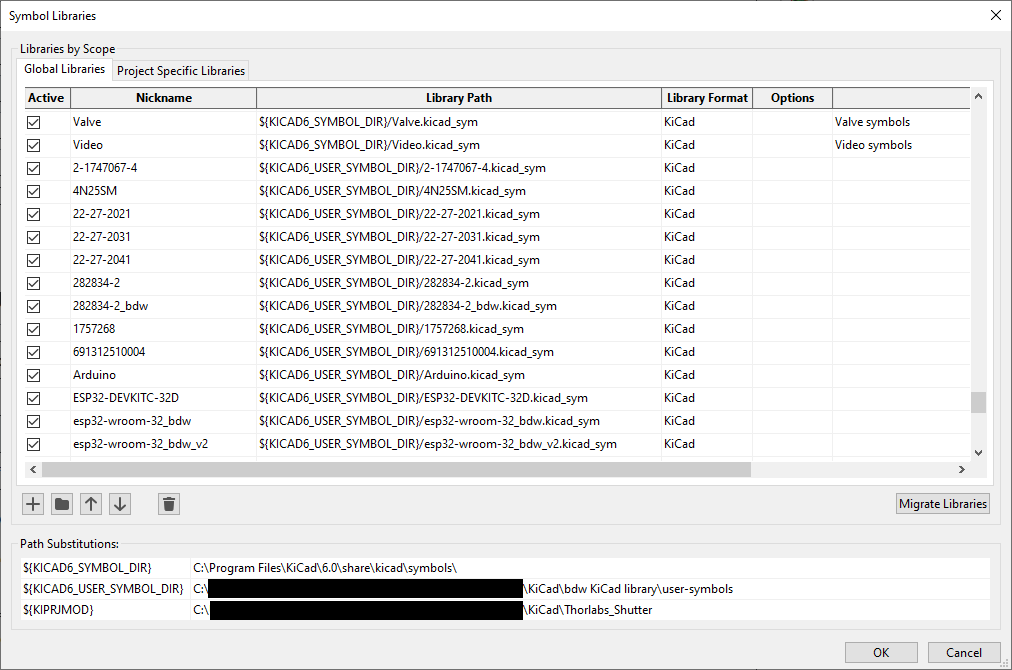 Symbol Libraries
Libraries by Scope
Global Libraries Project Specific Libraries
Active Nickname Library Path Library Format Options
Valve ${KICAD6_SYMBOL_DIR}/Valve.kicad_sym KiCad Valve symbols
Video ${KICAD6_SYMBOL_DIR}/Video.kicad_sym KiCad Video symbols
2-1747067-4 ${KICAD6_USER_SYMBOL_DIR}/2-1747067-4.kicad_sym KiCad
4N25SM ${KICAD6_USER_SYMBOL_DIR}/4N25SM.kicad_sym KiCad
22-27-2021 ${KICAD6_USER_SYMBOL_DIR}/22-27-2021.kicad_sym KiCad
22-27-2031 ${KICAD6_USER_SYMBOL_DIR}/22-27-2031.kicad_sym KiCad
22-27-2041 ${KICAD6_USER_SYMBOL_DIR}/22-27-2041.kicad_sym KiCad
282834-2 ${KICAD6_USER_SYMBOL_DIR}/282834-2.kicad_sym KiCad
282834-2_bdw ${KICAD6_USER_SYMBOL_DIR}/282834-2_bdw.kicad_sym KiCad
1757268 ${KICAD6_USER_SYMBOL_DIR}/1757268.kicad_sym KiCad
691312510004 ${KICAD6_USER_SYMBOL_DIR}/691312510004.kicad_sym KiCad
Arduino ${KICAD6_USER_SYMBOL_DIR}/Arduino.kicad_sym KiCad
ESP32-DEVKITC-32D ${KICAD6_USER_SYMBOL_DIR}/ESP32-DEVKITC-32D.kicad_sym KiCad
esp32-wroom-32_bdw ${KICAD6_USER_SYMBOL_DIR}/esp32-wroom-32_bdw.kicad_sym KiCad
esp32-wroom-32_bdw_v2 ${KICAD6_USER_SYMBOL_DIR}/esp32-wroom-32_bdw_v2.kicad_sym KiCad
Migrate Libraries
Path Substitutions:
${KICAD6_SYMBOL_DIR} C:\Program Files\KiCad\6.0\share\kicad\symbols\
${KICAD6_USER_SYMBOL_DIR} C:\ \KiCad\bdw KiCad library\user-symbols
${KIPRJMOD} C:\ \KiCad\Thorlabs_Shutter
OK Cancel